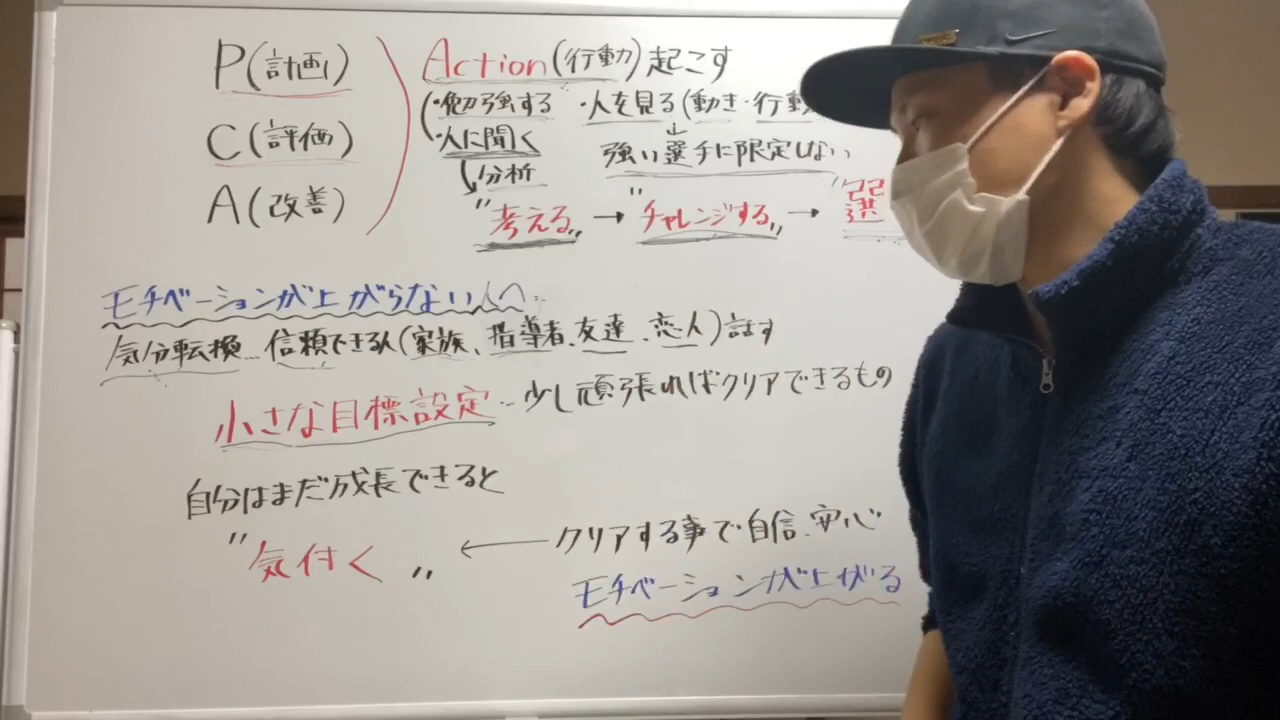 P(計画)
C(評価)
A(改善)
Action(行動)起こす
・勉強する
・人に聞く
分析
・人を見る(動き・行動
強い選手に限定しない
"考える" → "チャレンジする" → "選
モチベーションが上がらない人へ..
気分転換... 信頼できる人(家族、指導者、友達、恋人)話す
小さな目標設定...少し頑張ればクリアできるもの
自分はまだ成長できると
"気付く" ← クリアする事で自信、安心
モチベーションが上がる